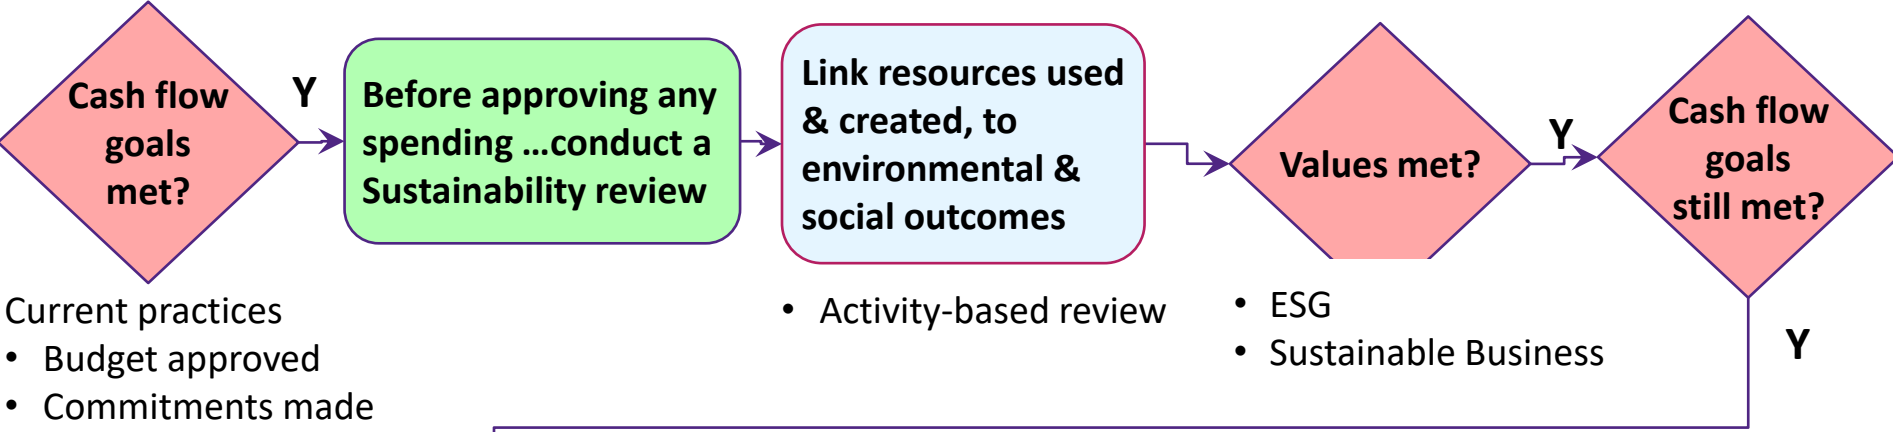 Cash flow
goals
met?
Y
Before approving any
spending ...conduct a
Sustainability review
Link resources used
& created, to
environmental &
social outcomes
Values met?
Y
Cash flow
goals
still met?
Y
Current practices
• Budget approved
• Commitments made
• Activity-based review
• ESG
• Sustainable Business